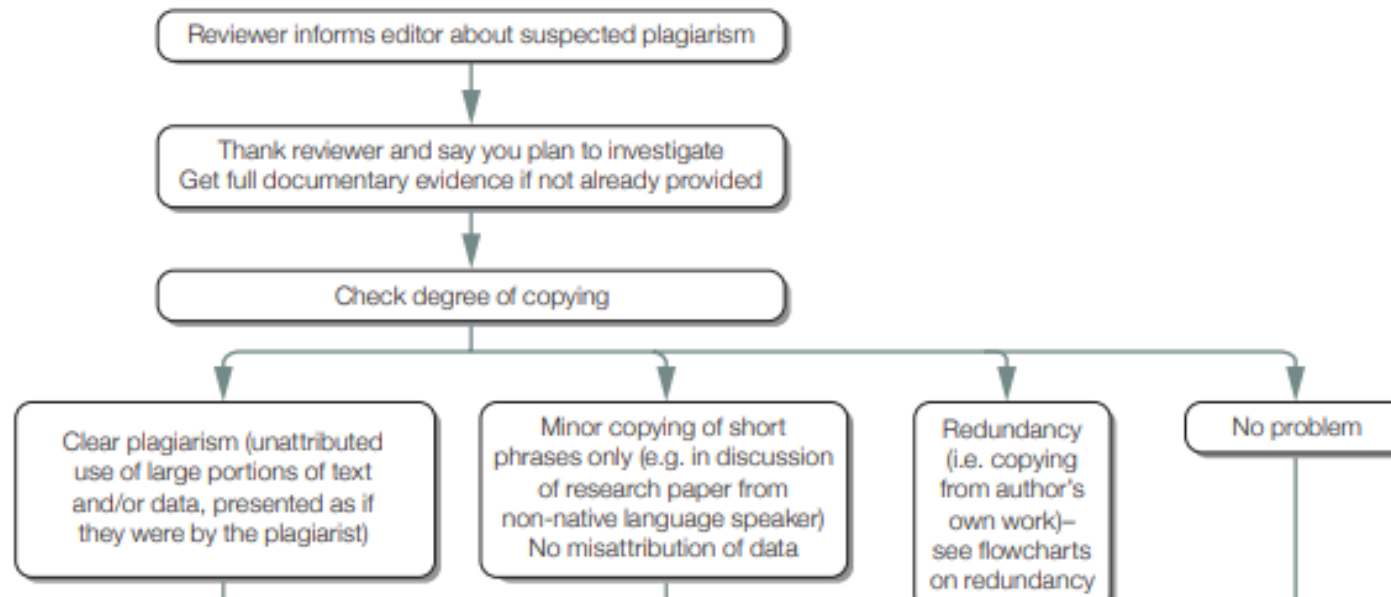 Reviewer informs editor about suspected plagiarism
Thank reviewer and say you plan to investigate
Get full documentary evidence if not already provided
Check degree of copying
Clear plagiarism (unattributed
use of large portions of text
and/or data, presented as if
they were by the plagiarist)
Minor copying of short
phrases only (e.g. in discussion
of research paper from
non-native language speaker)
No misattribution of data
Redundancy
(i.e. copying
from author's
own work)–
see flowcharts
on redundancy
No problem